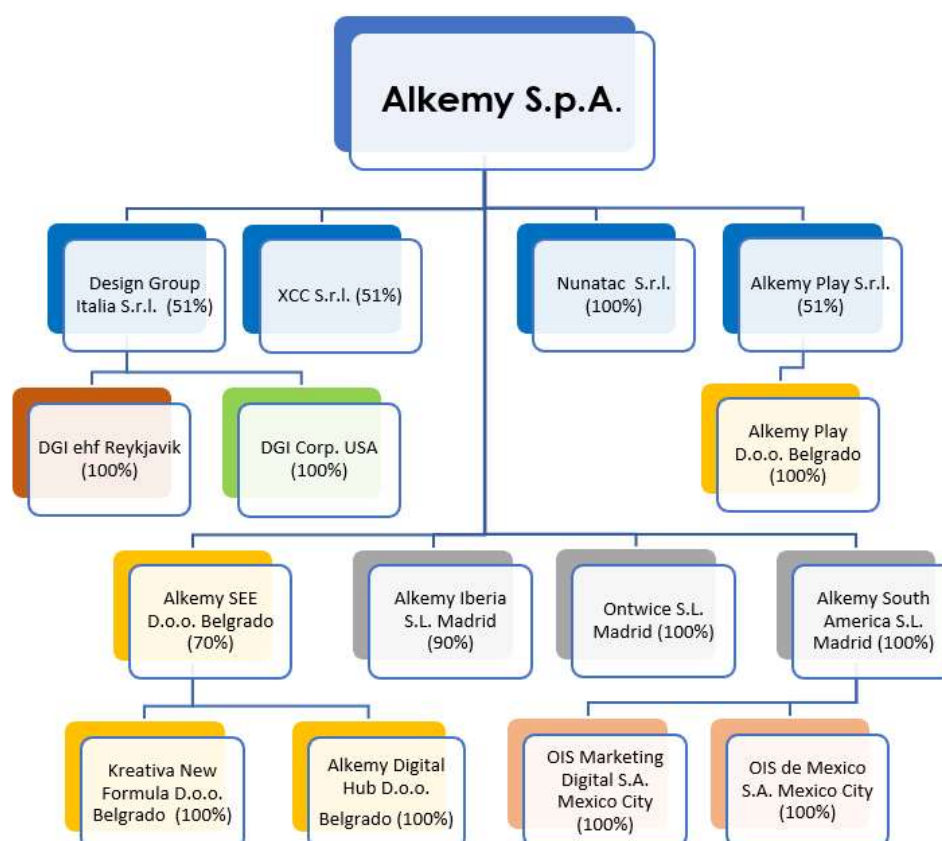 Alkemy S.p.A.
Design Group
Italia S.r.l. (51%)
XCC S.r.l. (51%)
Nunatac S.r.l.
(100%)
Alkemy Play S.r.l.
(51%)
DGI ehf Reykjavik
(100%)
DGI Corp. USA
(100%)
Alkemy Play
D.o.o. Belgrado
(100%)
Alkemy SEE
D.o.o. Belgrado
(70%)
Alkemy Iberia
S.L. Madrid
(90%)
Ontwice S.L.
Madrid (100%)
Alkemy South
America S.L.
Madrid (100%)
Kreativa New
Formula D.o.o.
Belgrado (100%)
Alkemy Digital
Hub D.o.o.
Belgrado (100%)
OIS Marketing
Digital S.A.
Mexico City
(100%)
OIS de Mexico
S.A. Mexico City
(100%)